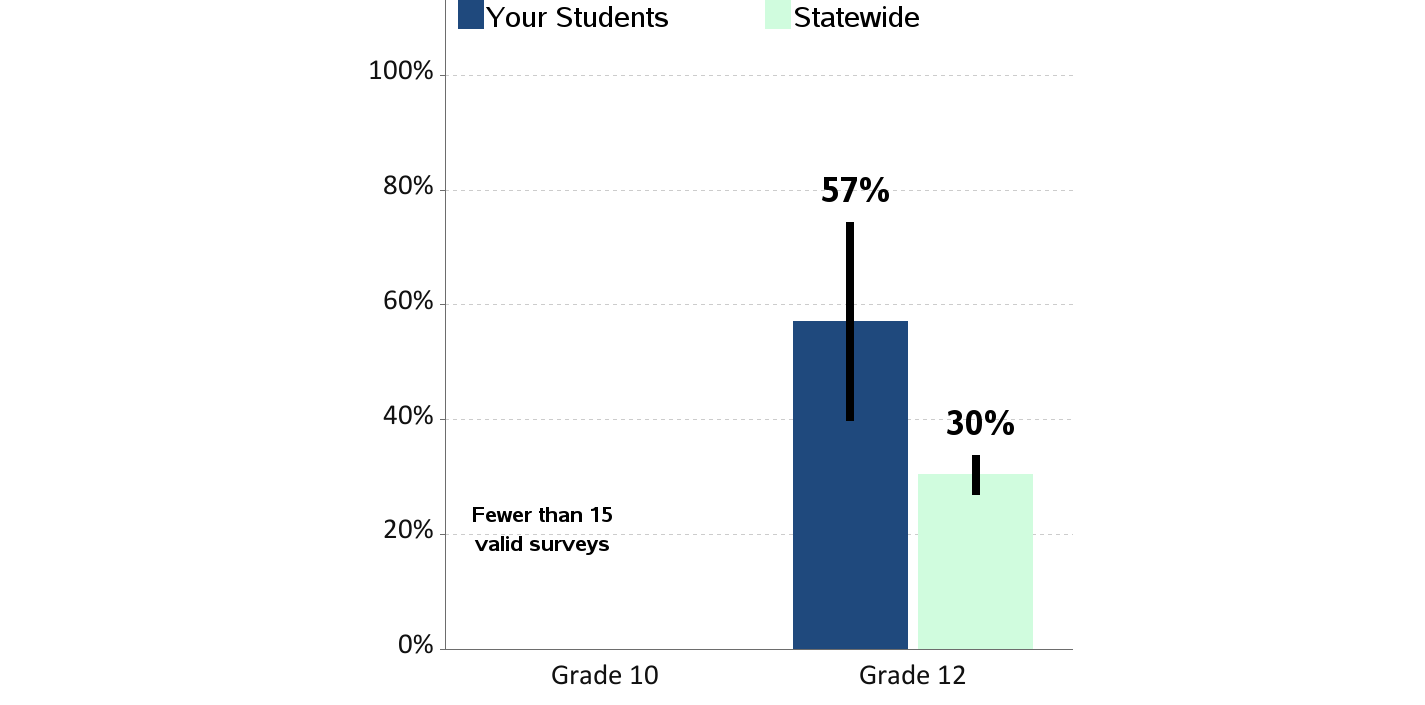 Your Students
Statewide
100%
80%
57%
60%
40%
30%
Fewer than 15
valid surveys
20%
0%
Grade 10
Grade 12